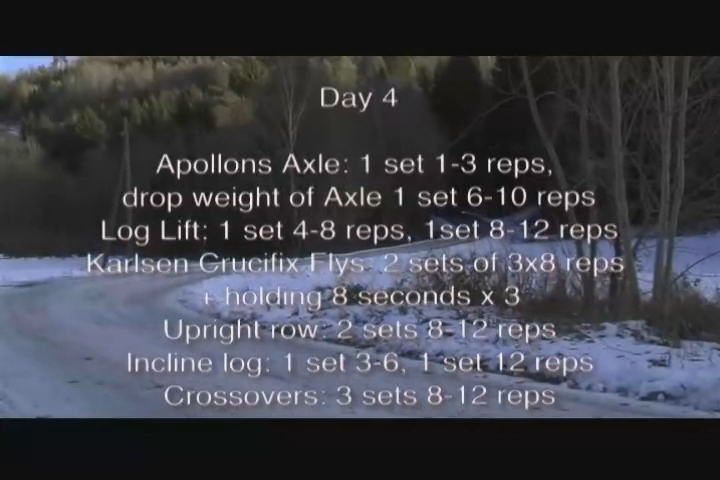 Day 4
Apollons Axle: 1 set 1-3 reps,
drop weight of Axle 1 set 6-10 reps
Log Lift: 1 set 4-8 reps, 1set 8-12 reps
Karlsen Crucifix Flys: 2 sets of 3x8 reps
+ holding 8 seconds x 3
Upright row: 2 sets 8-12 reps
Incline log: 1 set 3-6, 1 set 12 reps
Crossovers: 3 sets 8-12 reps